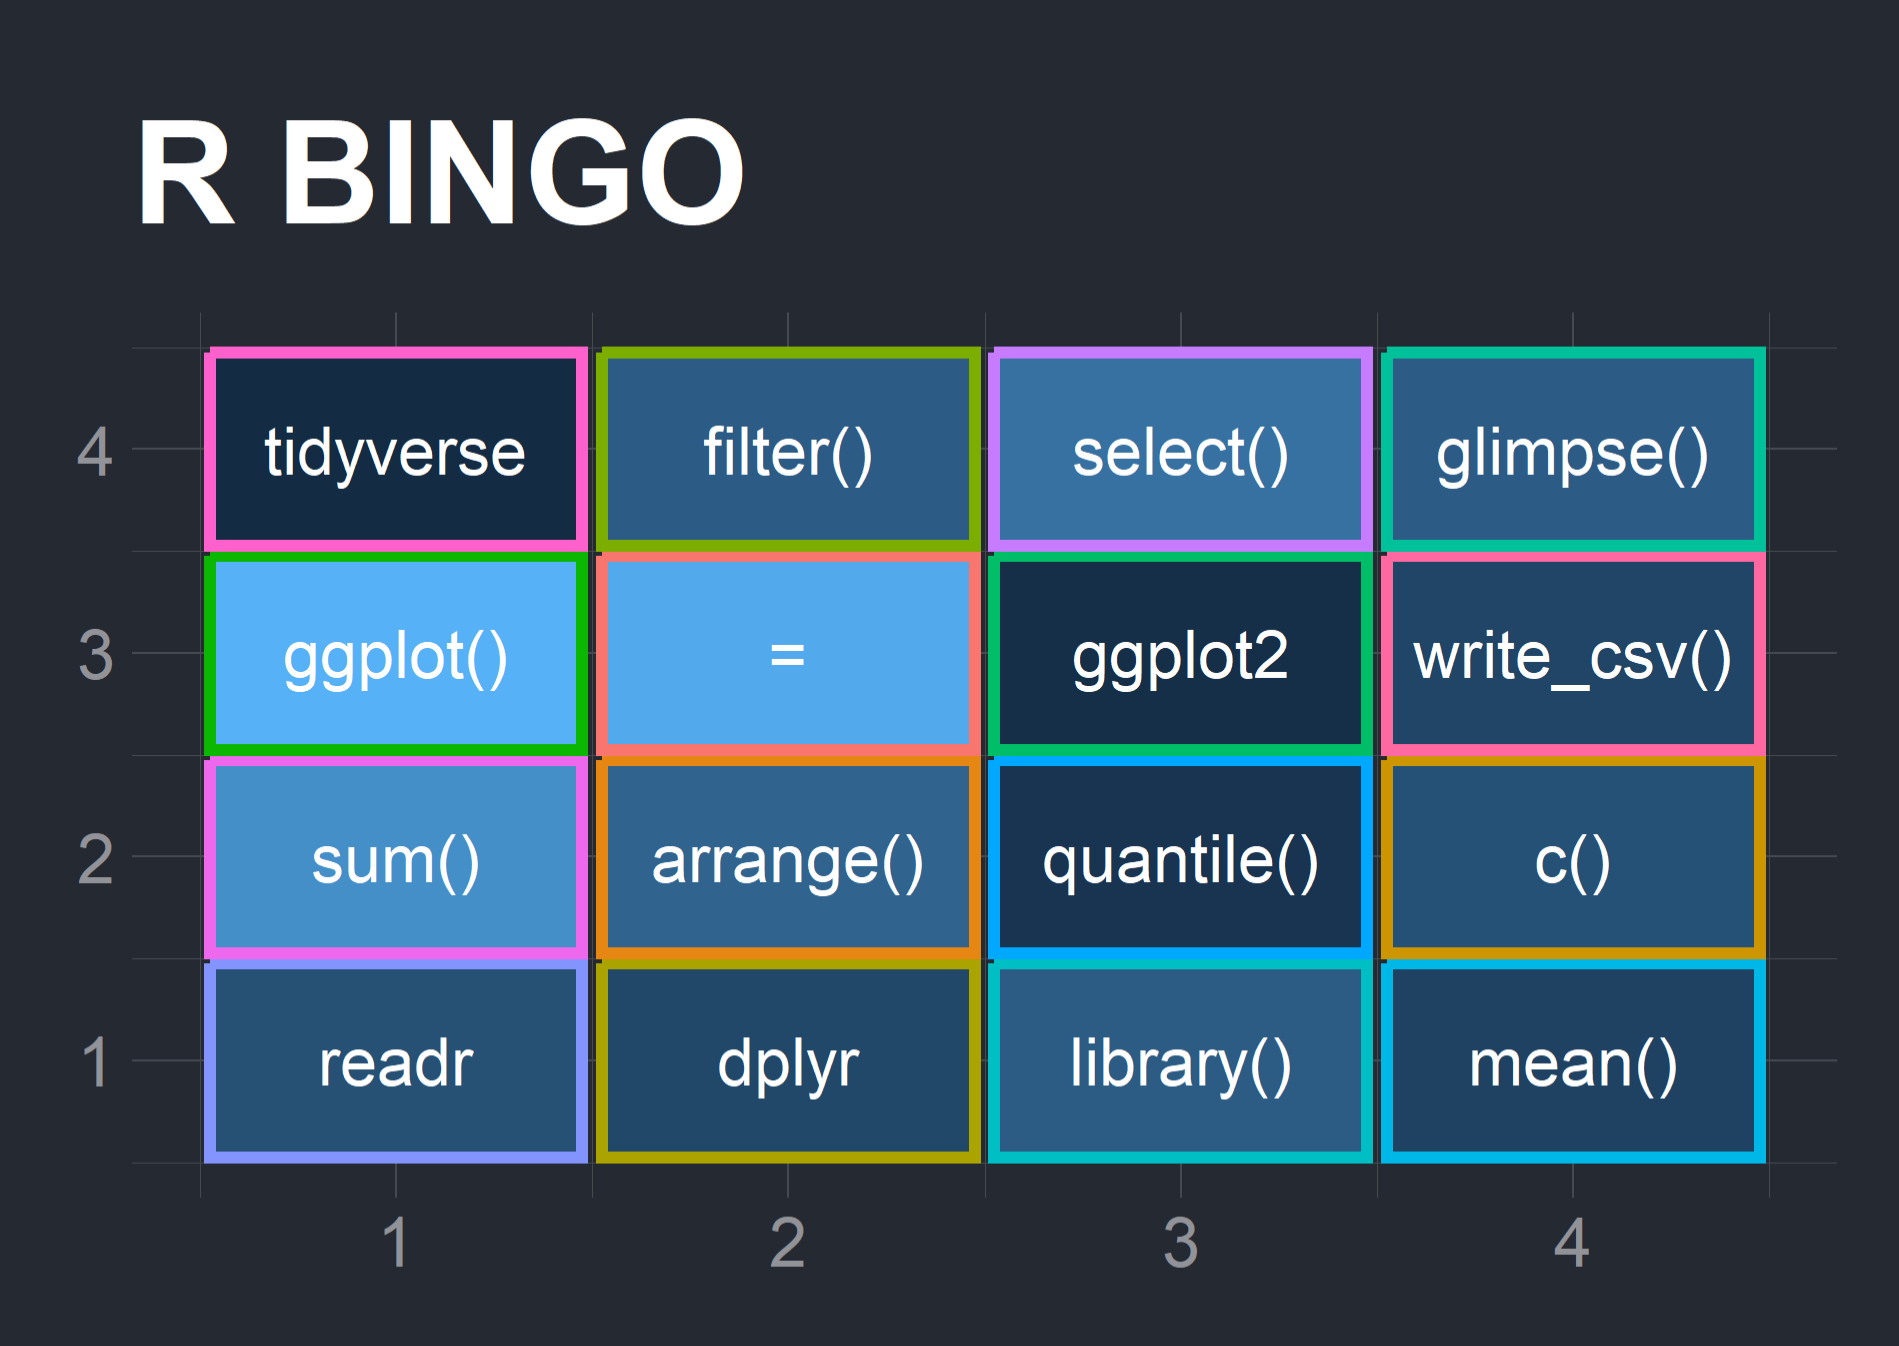 R BINGO
4 tidyverse filter() select() glimpse()
3 ggplot() = ggplot2 write_csv()
2 sum() arrange() quantile() c()
1 readr dplyr library() mean()
1 2 3 4